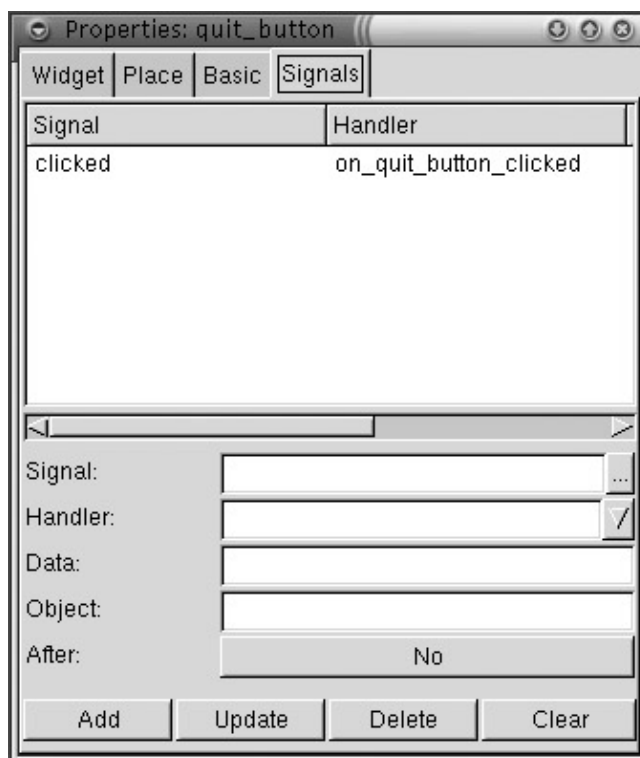 Properties: quit_button
Widget Place Basic Signals
Signal Handler
clicked on_quit_button_clicked
Signal: ...
Handler:
Data:
Object:
After: No
Add Update Delete Clear